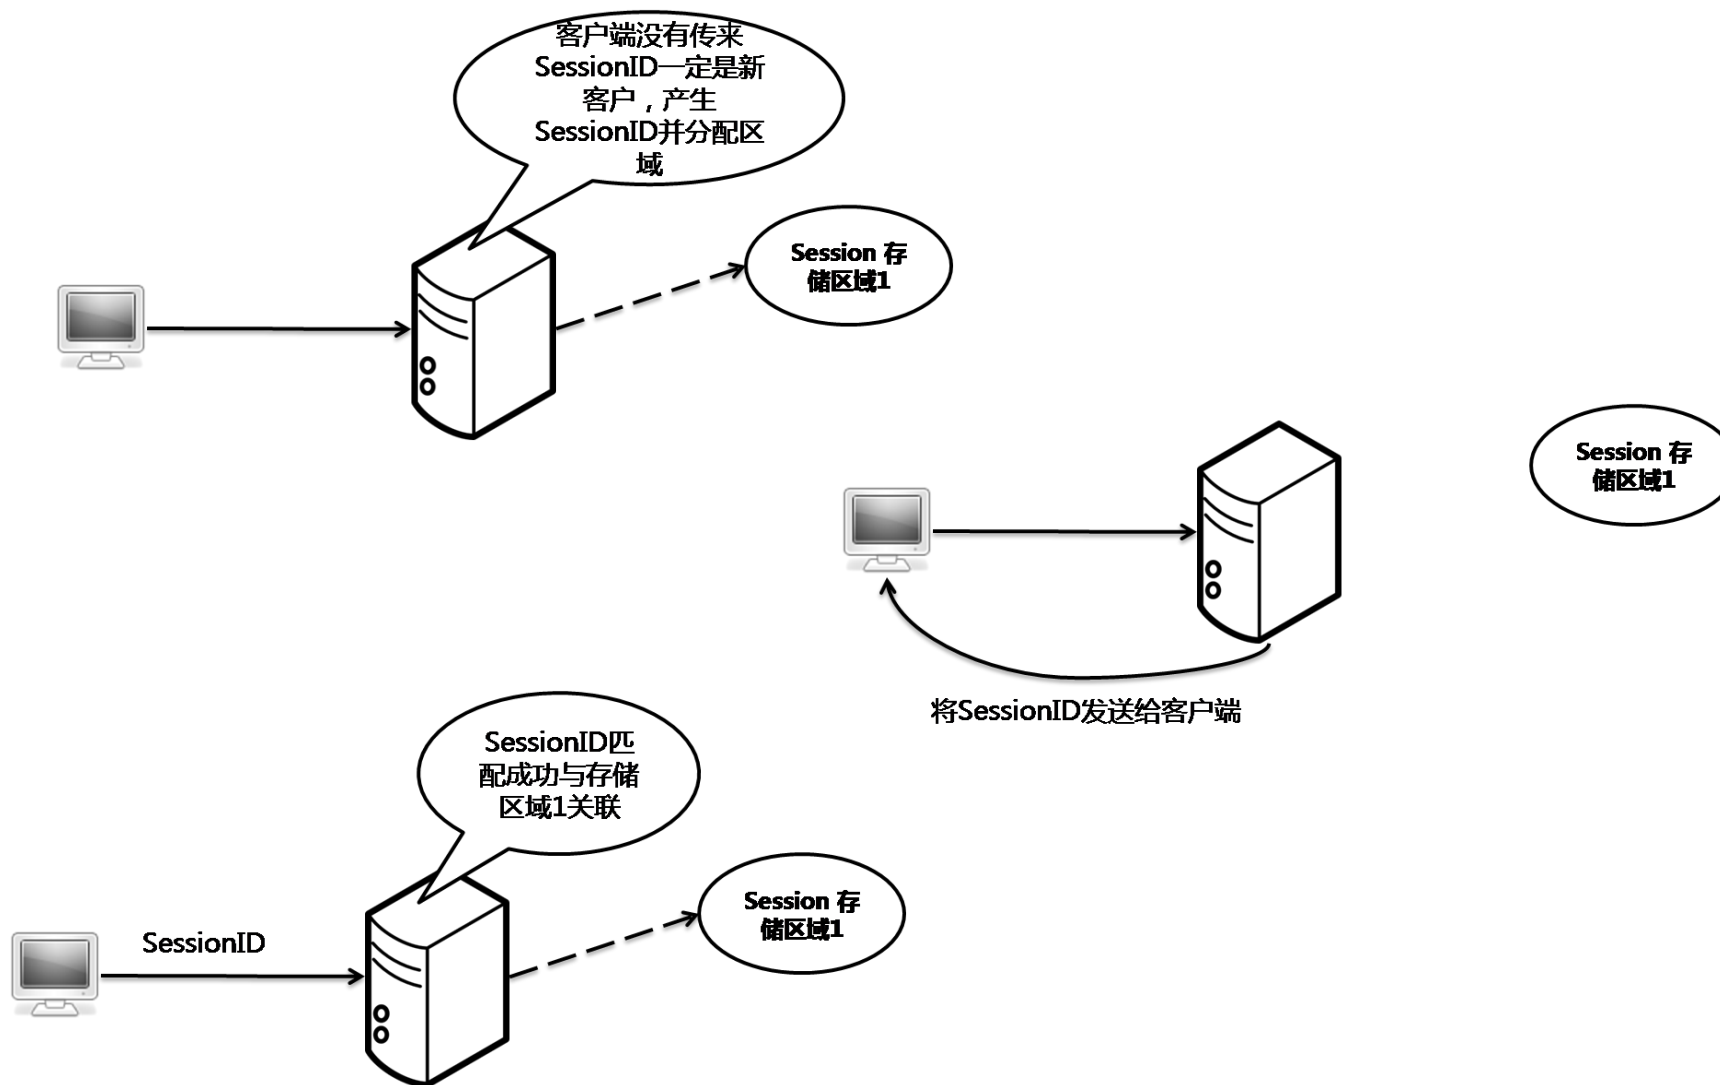 客户端没有传来
SessionID一定是新
客户，产生
SessionID并分配区
域
Session 存
储区域1
Session 存
储区域1
将SessionID发送给客户端
SessionID匹
配成功与存储
区域1关联
Session 存
储区域1
SessionID